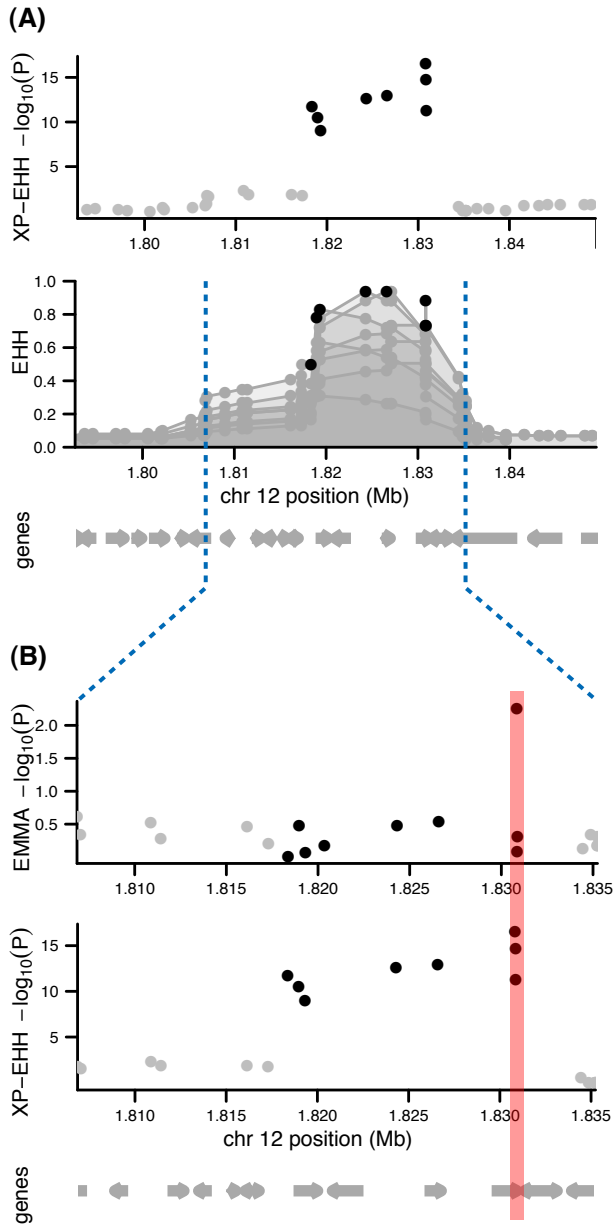 (A)
XP−EHH −log10(P)
15
10
5
1.80 1.81 1.82 1.83 1.84
EHH
1.0
0.8
0.6
0.4
0.2
0.0
1.80 1.81 1.82 1.83 1.84
chr 12 position (Mb)
genes
(B)
EMMA −log10(P)
2.0
1.5
1.0
0.5
1.810 1.815 1.820 1.825 1.830 1.835
XP−EHH −log10(P)
15
10
5
1.810 1.815 1.820 1.825 1.830 1.835
chr 12 position (Mb)
genes